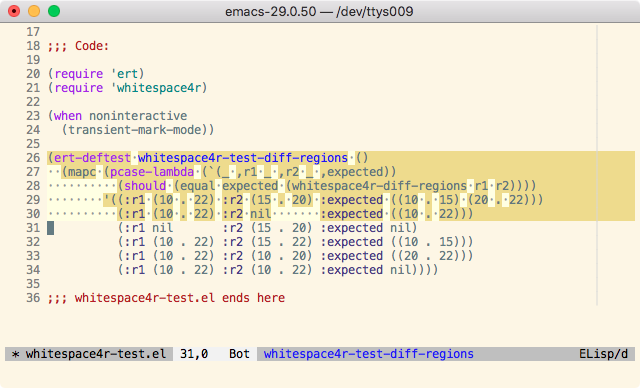 emacs-29.0.50 — /dev/ttys009
17
18 ;;; Code:
19
20 (require 'ert)
21 (require 'whitespace4r)
22
23 (when noninteractive
24   (transient-mark-mode))
25
26 (ert-deftest·whitespace4r-test-diff-regions·()
27 ··(mapc·(pcase-lambda·(`(_·,r1·_·,r2·_·,expected))
28 ··········(should·(equal·expected·(whitespace4r-diff-regions·r1·r2))))
29 ········'((:r1·(10·.·22)·:r2·(15·.·20)·:expected·((10·.·15)·(20·.·22)))
30 ··········(:r1·(10·.·22)·:r2·nil·······:expected·((10·.·22)))
31           (:r1 nil       :r2 (15 . 20) :expected nil)
32           (:r1 (10 . 22) :r2 (15 . 22) :expected ((10 . 15)))
33           (:r1 (10 . 22) :r2 (10 . 20) :expected ((20 . 22)))
34           (:r1 (10 . 22) :r2 (10 . 22) :expected nil))))
35
36 ;;; whitespace4r-test.el ends here
* whitespace4r-test.el  31,0   Bot  whitespace4r-test-diff-regions  ELisp/d